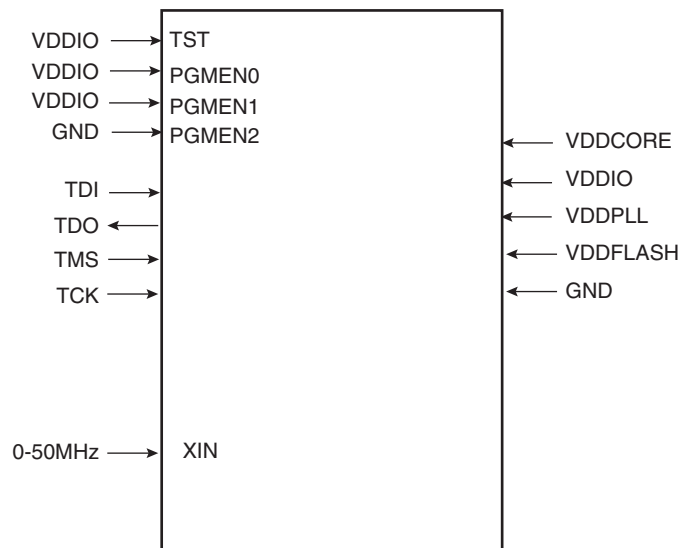 VDDIO TST
VDDIO PGMEN0
VDDIO PGMEN1
GND PGMEN2
VDDCORE
TDI VDDIO
TDO VDDPLL
TMS VDDFLASH
TCK GND
0-50MHz XIN